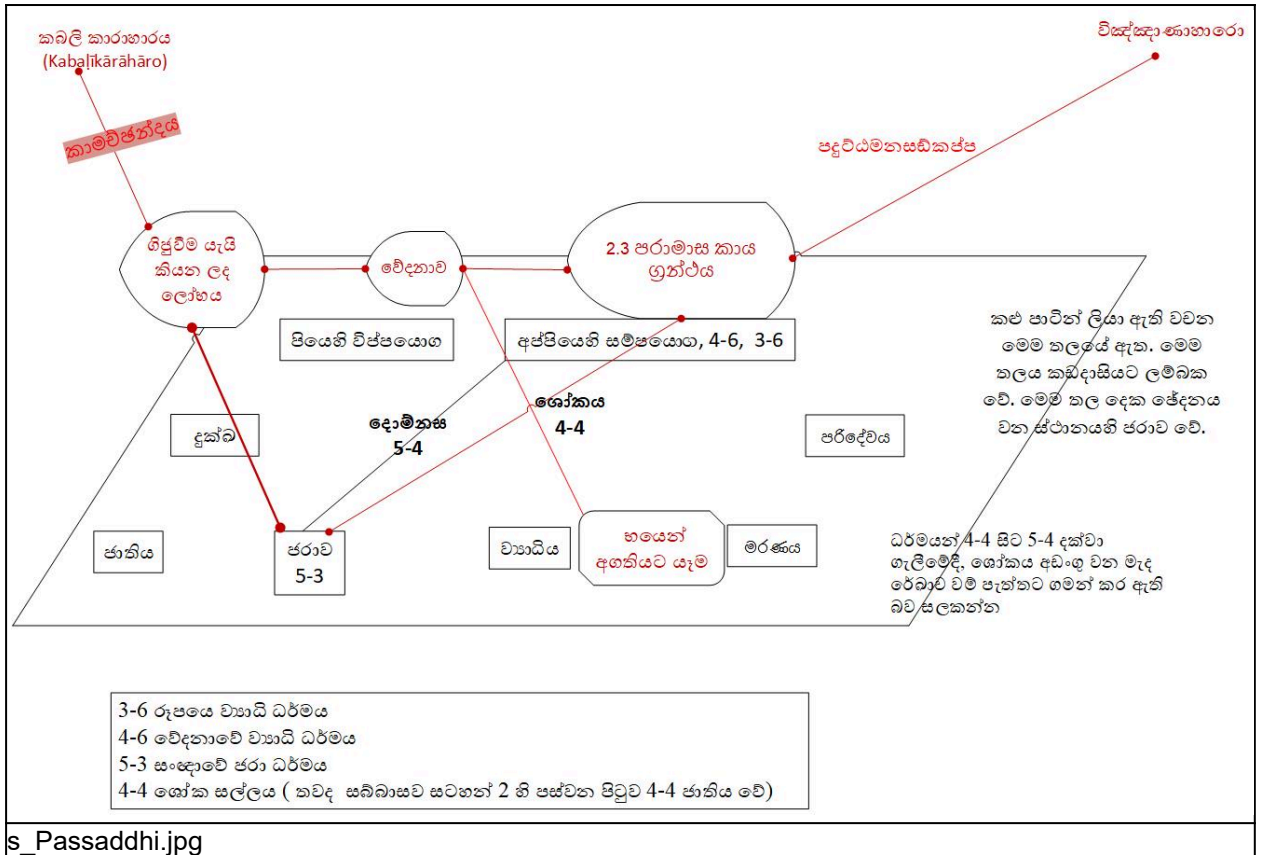 කබලි කාරාහාරය
(Kabaḷīkārāhāro)
විඤ්ඤාණාහාරො
කාමච්ඡන්දය
පදුට්ඨමනසඞ්කප්ප
ගිජුවීම යැයි
කියන ලද
ලෝභය
වේදනාව
2.3 පරාමාස කාය
ග්‍රන්ථය
පියෙහි විප්පයොග
අප්පියෙහි සම්පයොග, 4-6, 3-6
කළු පාටින් ලියා ඇති වචන
මෙම තලයේ ඇත. මෙම
තලය කඩදාසියට ලම්බක
වේ. මෙම තල දෙක ඡේදනය
වන ස්ථානයහි ජරාව වේ.
දුක්ඛ
දොම්නස
5-4
ශෝකය
4-4
පරිදේවය
ජාතිය
ජරාව
5-3
ව්‍යාධිය
භයෙන්
අගතියට යෑම
මරණය
ධර්මයන් 4-4 සිට 5-4 දක්වා
ගැලීමේදී, ශෝකය අඩංගු වන මැද
රේඛාව වම් පැත්තට ගමන් කර ඇති
බව සලකන්න
3-6 රූපයෙ ව්‍යාධි ධර්මය
4-6 වේදනාවේ ව්‍යාධි ධර්මය
5-3 සංඥාවේ ජරා ධර්මය
4-4 ශෝක සල්ලය ( තවද සබ්බාසව සටහන් 2 හි පස්වන පිටුව 4-4 ජාතිය වේ)
s_Passaddhi.jpg